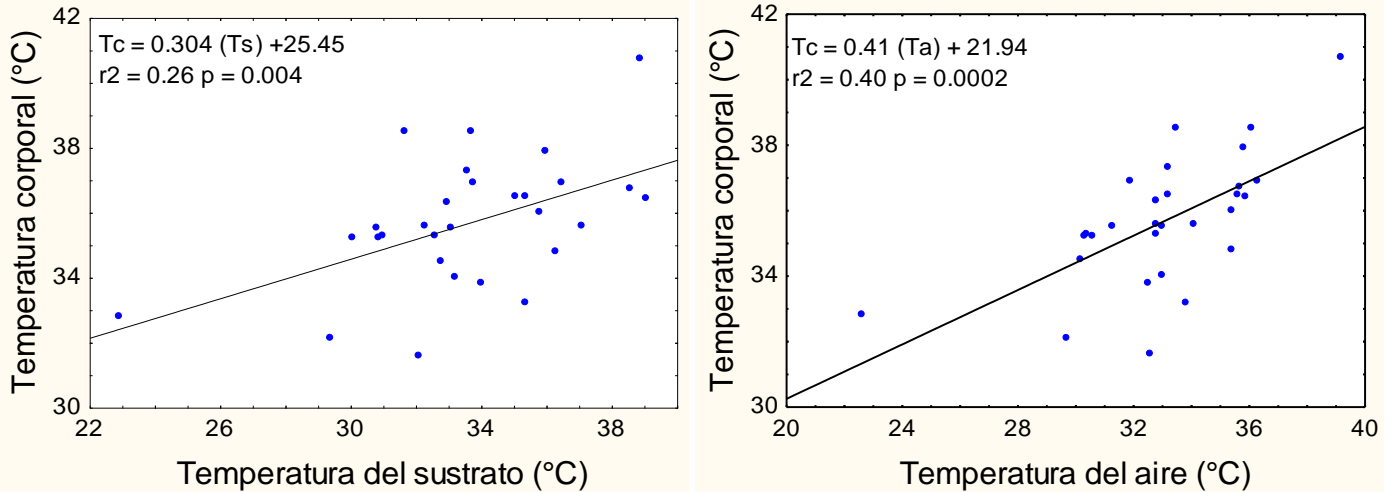 Tc = 0.304 (Ts) +25.45
r2 = 0.26 p = 0.004
42
38
34
30
22
26
30
34
38
Temperatura corporal (°C)
Temperatura del sustrato (°C)
Tc = 0.41 (Ta) + 21.94
r2 = 0.40 p = 0.0002
42
38
34
30
20
24
28
32
36
40
Temperatura corporal (°C)
Temperatura del aire (°C)